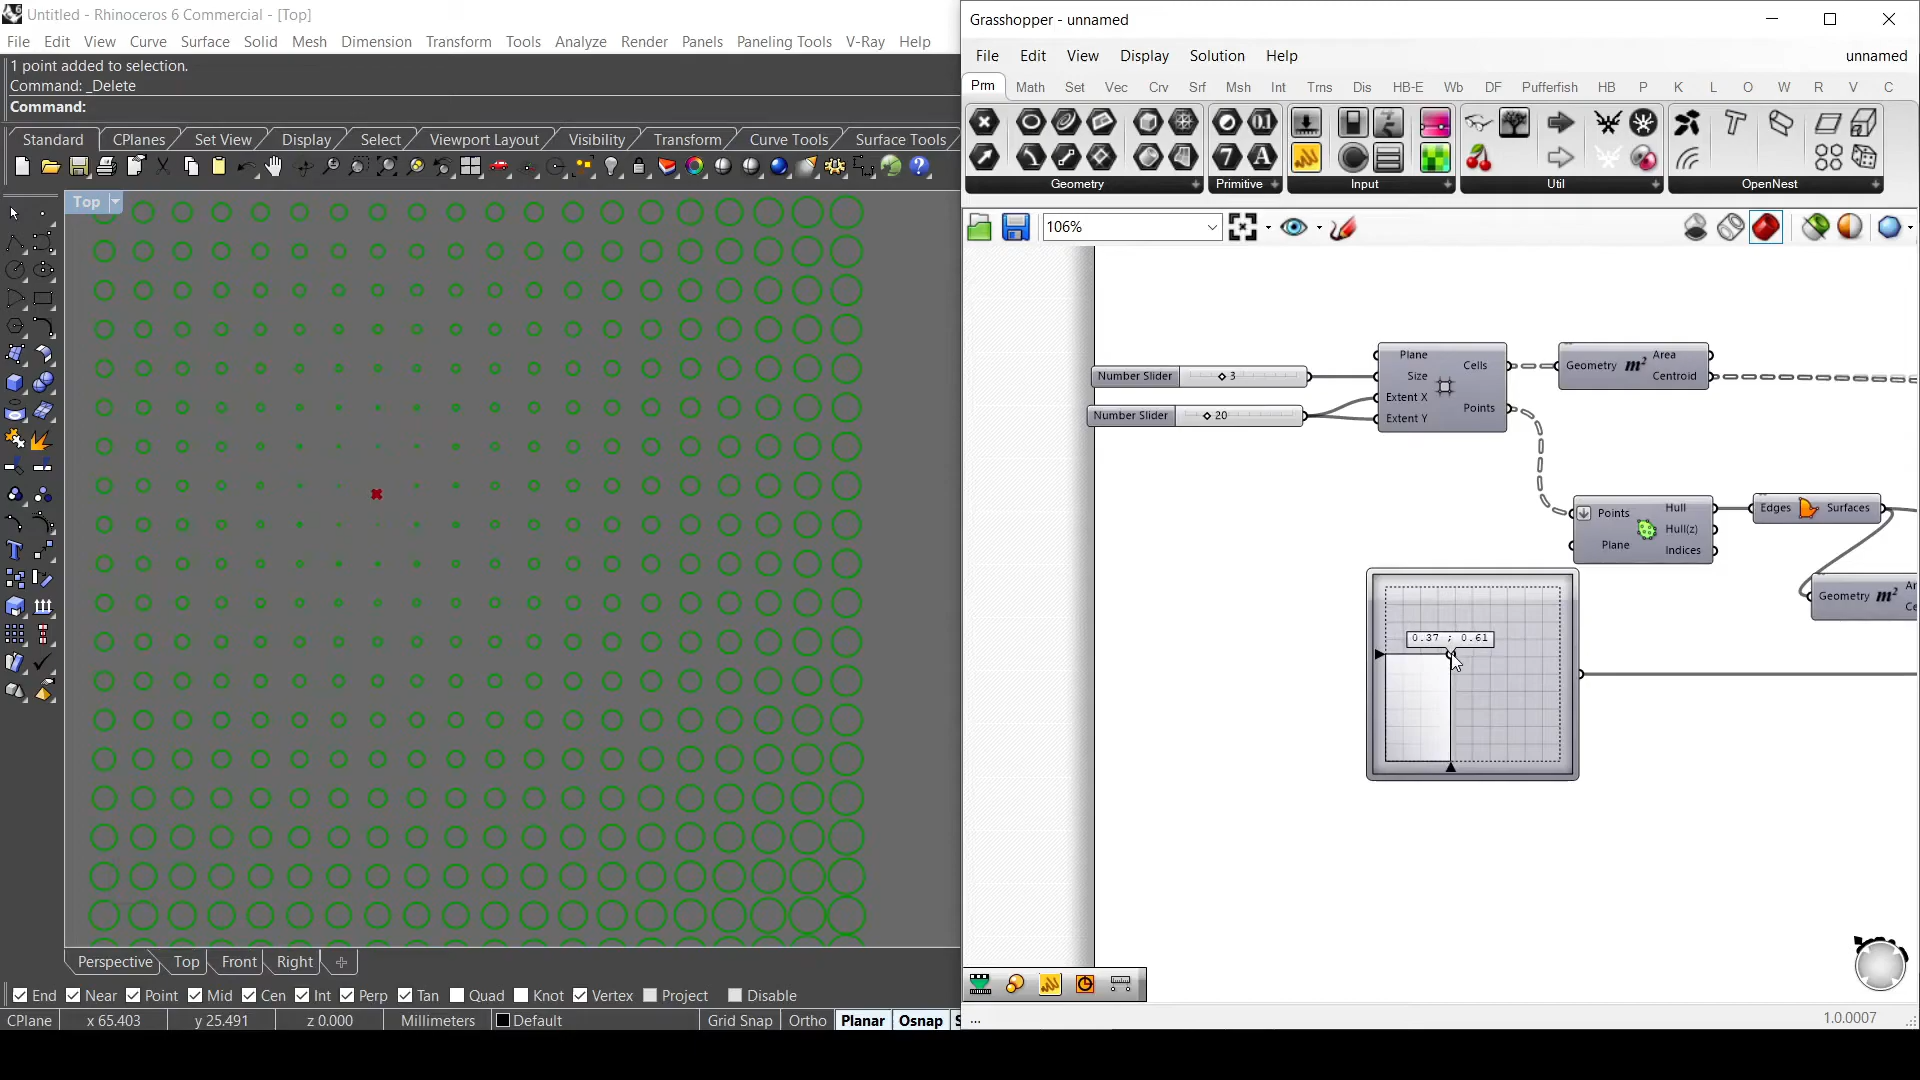 Untitled - Rhinoceros 6 Commercial - [Top]
File Edit View Curve Surface Solid Mesh Dimension Transform Tools Analyze Render Panels Paneling Tools V-Ray Help
1 point added to selection.
Command: _Delete
Command:
Standard CPlanes Set View Display Select Viewport Layout Visibility Transform Curve Tools Surface Tools
Top
Perspective Top Front Right
End Near Point Mid Cen Int Perp Tan Quad Knot Vertex Project Disable
CPlane x 65.403 y 25.491 z 0.000 Millimeters Default Grid Snap Ortho Planar Osnap S
Grasshopper - unnamed
File Edit View Display Solution Help unnamed
Prm Math Set Vec Crv Srf Msh Int Trns Dis HB-E Wb DF Pufferfish HB P K L O W R V C
Geometry Primitive Input Util OpenNest
106%
Number Slider 3
Number Slider 20
Plane
Size
Extent X
Extent Y
Cells
Points
Geometry m² Area
Centroid
Points
Plane
Hull
Hull(z)
Indices
Edges Surfaces
Geometry m² Ar
Ce
0.37 ; 0.61
... 1.0.0007